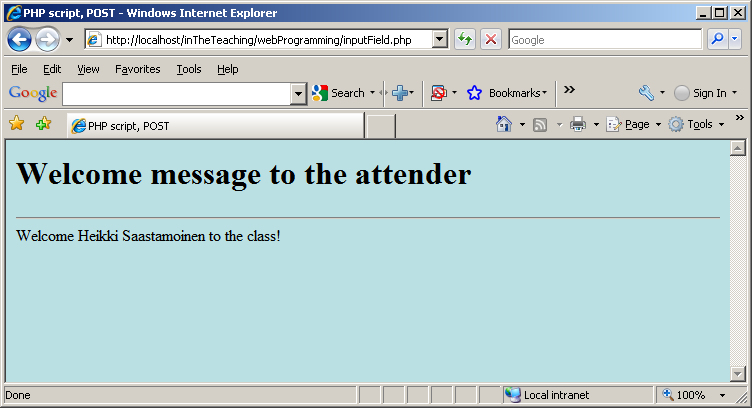 PHP script, POST - Windows Internet Explorer
http://localhost/inTheTeaching/webProgramming/inputField.php
Google
File Edit View Favorites Tools Help
Google Search Bookmarks Sign In
PHP script, POST Page Tools
Welcome message to the attender
Welcome Heikki Saastamoinen to the class!
Done Local intranet 100%